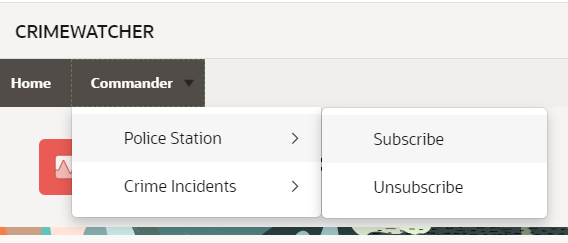 CRIMEWATCHER
Home Commander
Police Station
Subscribe
Crime Incidents
Unsubscribe